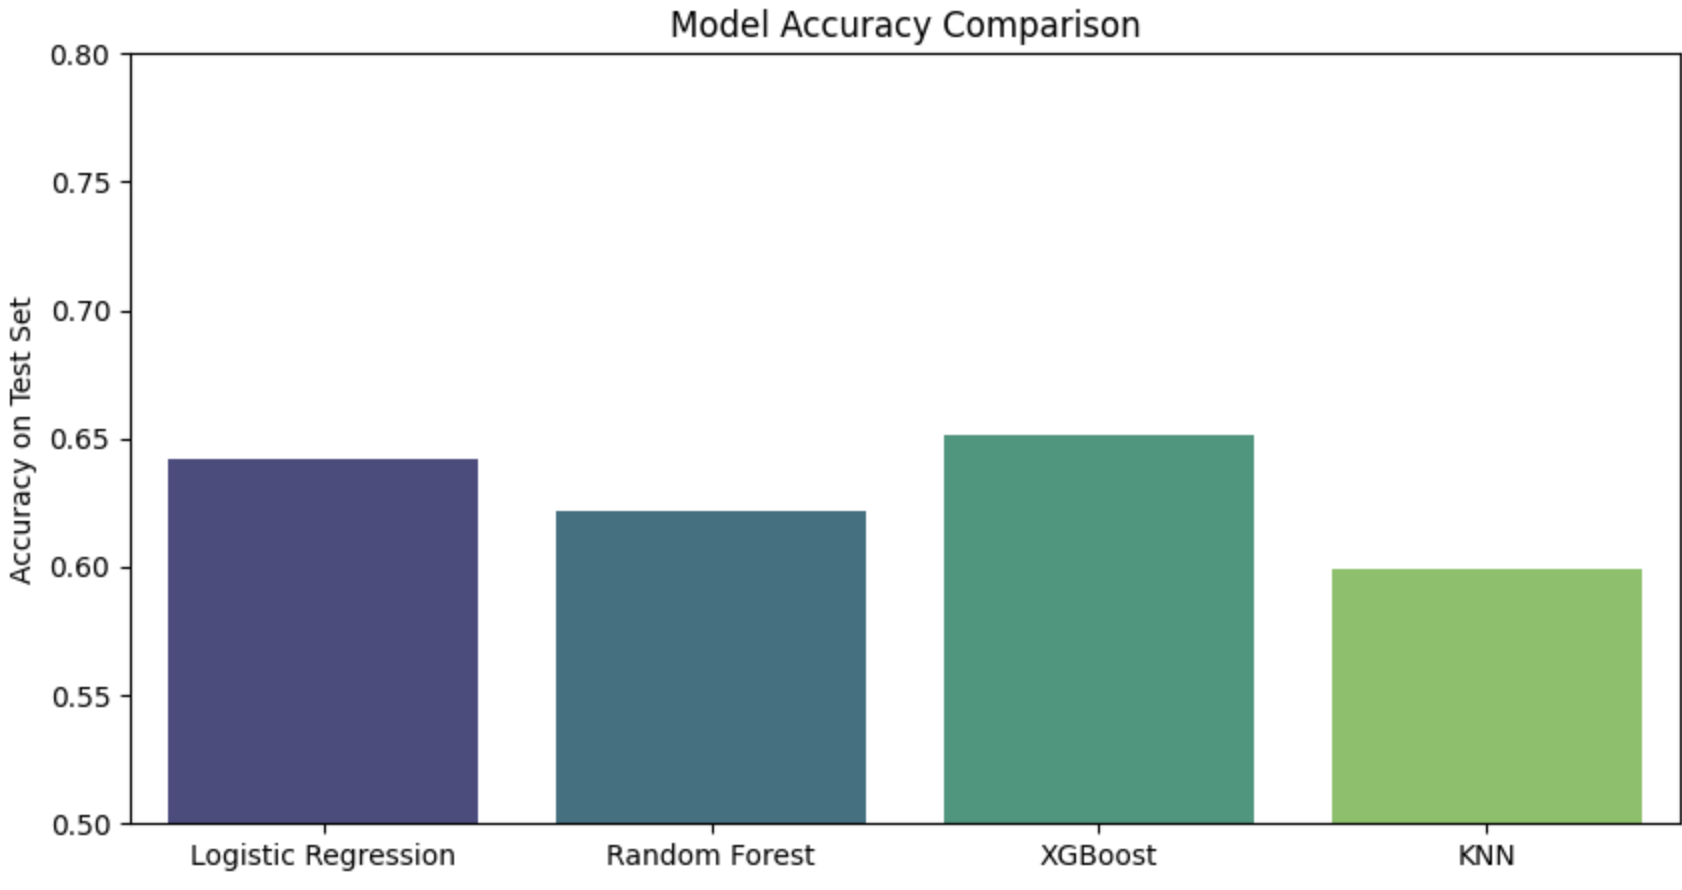 Model Accuracy Comparison
0.80
0.75
0.70
0.65
0.60
0.55
0.50
Accuracy on Test Set
Logistic Regression
Random Forest
XGBoost
KNN